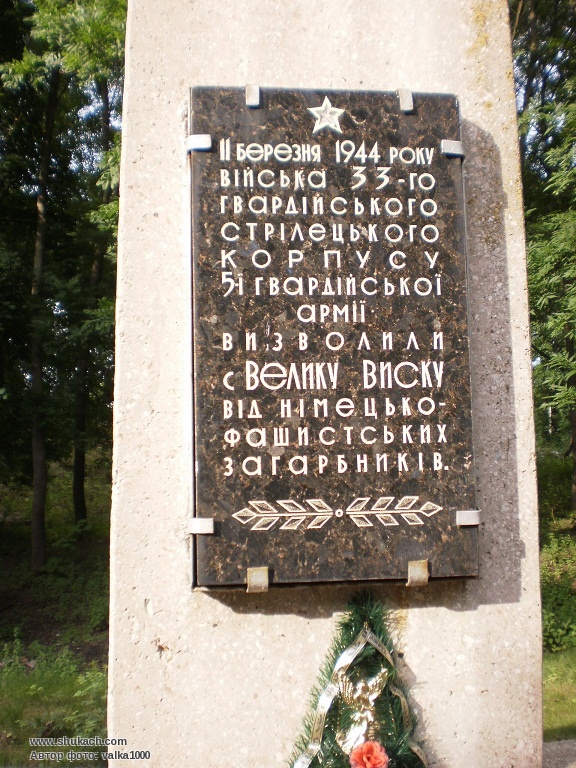 11 березня 1944 року
війська 33-го
гвардійського
стрілецького
корпусу
5ї гвардійської
армії
визволили
с Велику Виску
від німецько-
фашистських
загарбників.
www.shukach.com
Автор фото: valka1000